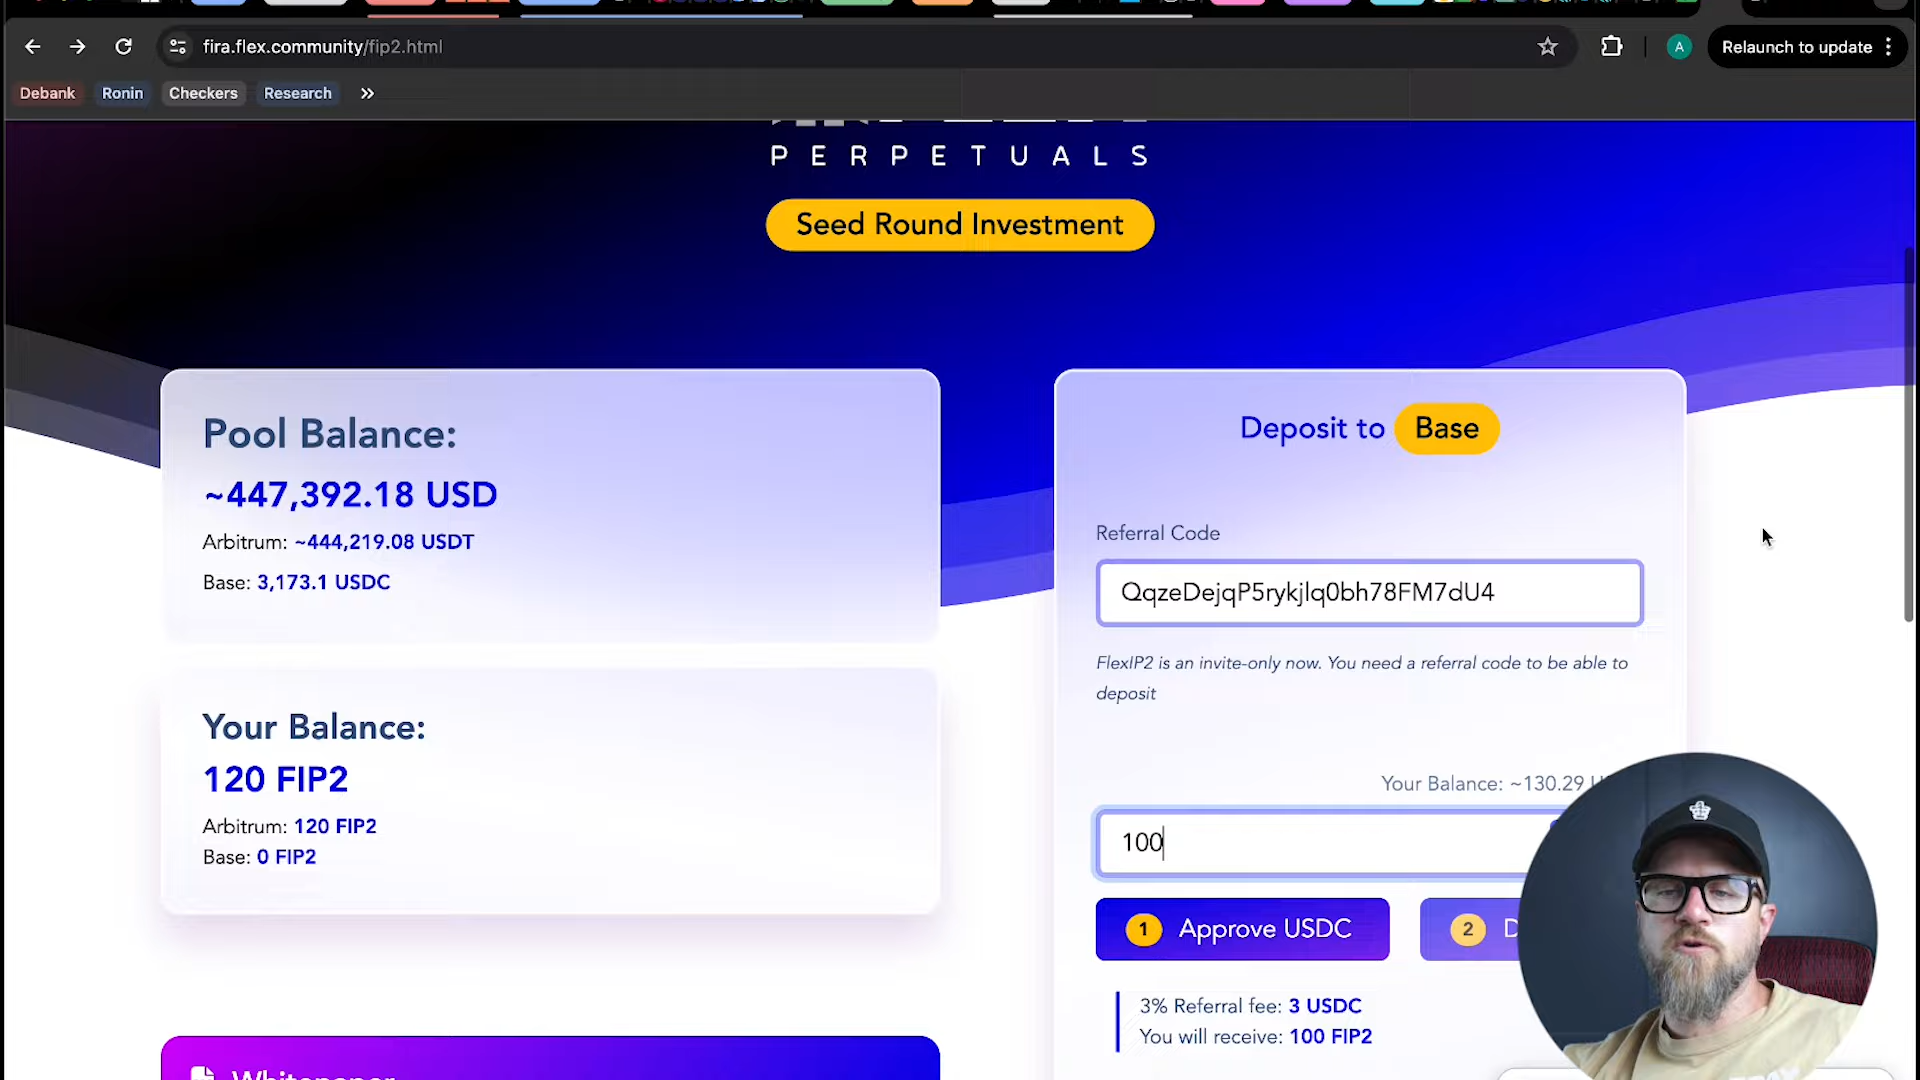 fira.flex.community/fip2.html
A
Relaunch to update
Debank
Ronin
Checkers
Research
PERPETUALS
Seed Round Investment
Pool Balance:
~447,392.18 USD
Arbitrum: ~444,219.08 USDT
Base: 3,173.1 USDC
Your Balance:
120 FIP2
Arbitrum: 120 FIP2
Base: 0 FIP2
Whitepaper
Deposit to Base
Referral Code
QqzeDejqP5rykjlq0bh78FM7dU4
FlexIP2 is an invite-only now. You need a referral code to be able to
deposit
Your Balance: ~130.29
100
1 Approve USDC
2
3% Referral fee: 3 USDC
You will receive: 100 FIP2